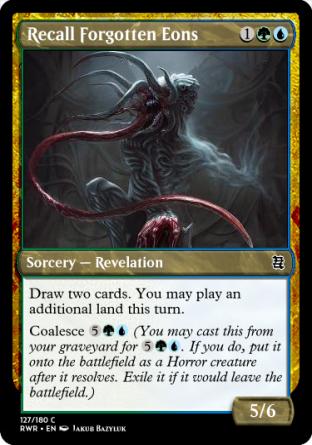 Recall Forgotten Eons 1
Sorcery — Revelation
Draw two cards. You may play an
additional land this turn.
Coalesce 5 (You may cast this from
your graveyard for 5. If you do, put it
onto the battlefield as a Horror creature
after it resolves. Exile it if it would leave the
battlefield.)
5/6
127/180 C
RWR • EN Jakub Bazyluk